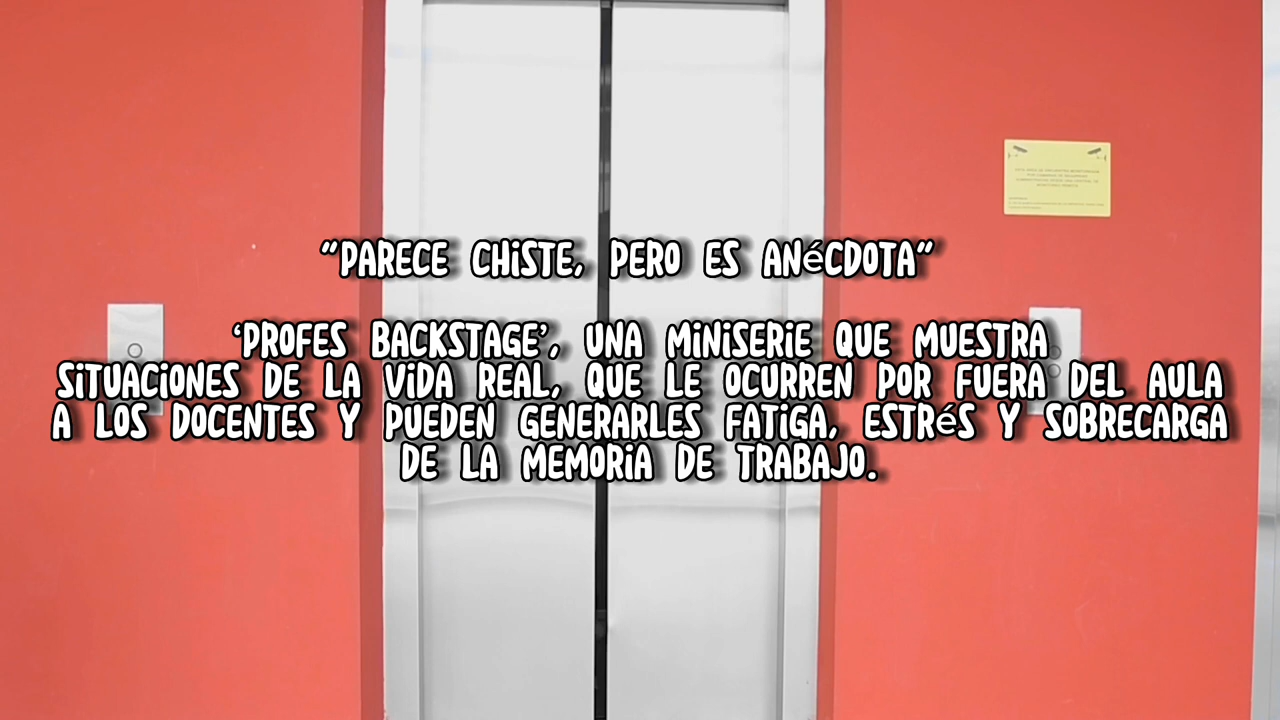 "PARECE CHISTE, PERO ES ANÉCDOTA"
'PROFES BACKSTAGE', UNA MINISERIE QUE MUESTRA
SITUACIONES DE LA VIDA REAL, QUE LE OCURREN POR FUERA DEL AULA
A LOS DOCENTES Y PUEDEN GENERARLES FATIGA, ESTRÉS Y SOBRECARGA
DE LA MEMORIA DE TRABAJO.